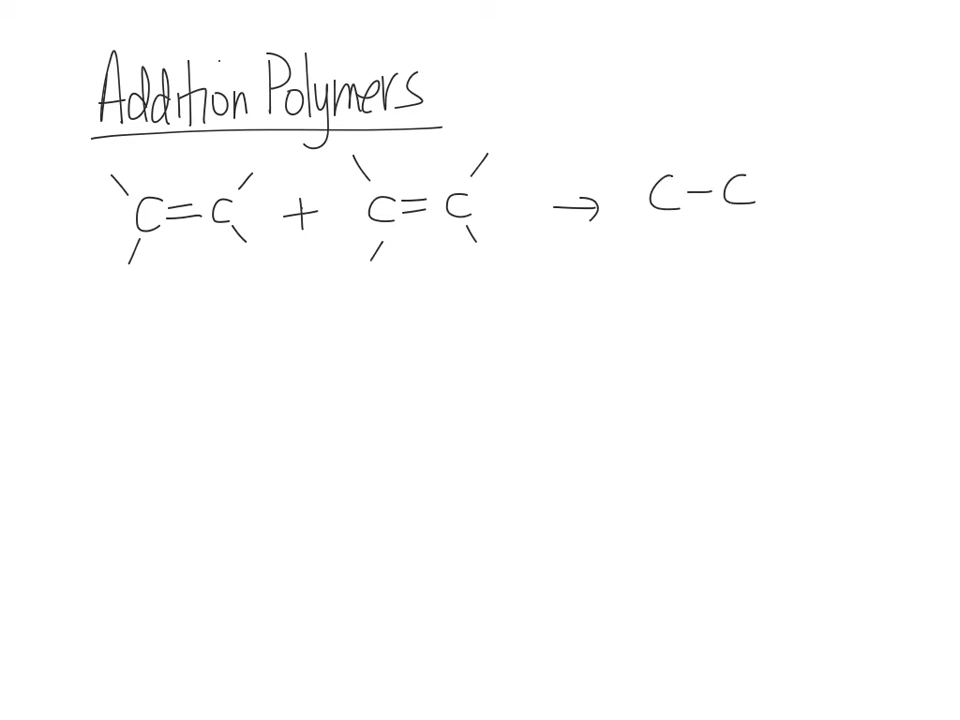 Addition Polymers
C=C + C=C → C-C